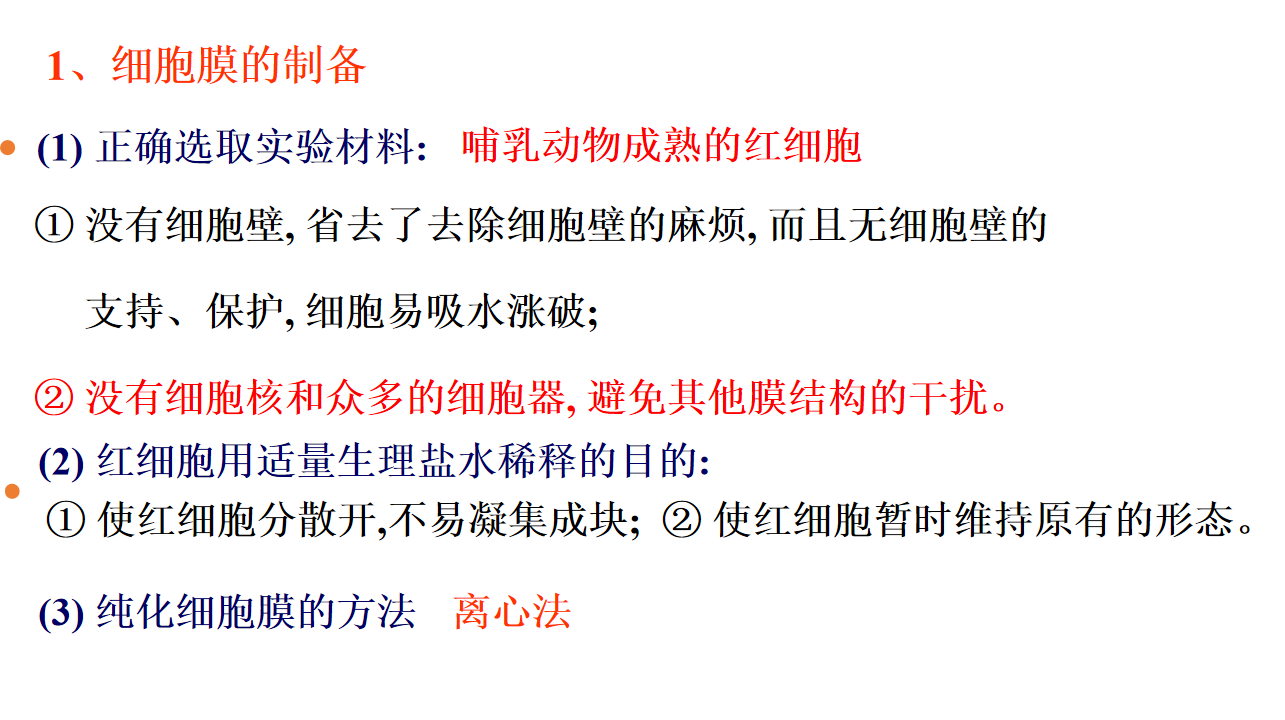 1、细胞膜的制备
(1) 正确选取实验材料: 哺乳动物成熟的红细胞
① 没有细胞壁, 省去了去除细胞壁的麻烦, 而且无细胞壁的
支持、保护, 细胞易吸水涨破;
② 没有细胞核和众多的细胞器, 避免其他膜结构的干扰。
(2) 红细胞用适量生理盐水稀释的目的:
① 使红细胞分散开,不易凝集成块; ② 使红细胞暂时维持原有的形态。
(3) 纯化细胞膜的方法 离心法